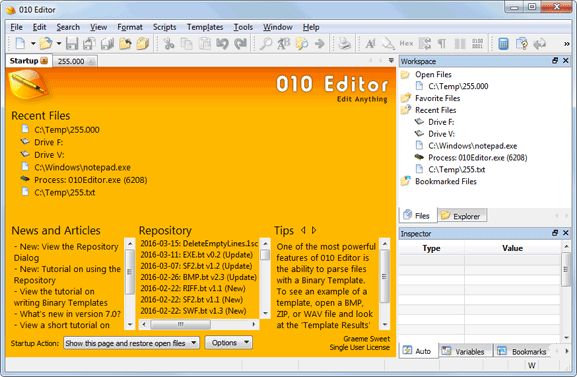 010 Editor
File Edit Search View Format Scripts Templates Tools Window Help
Hex
Startup 255.000
010 Editor
Edit Anything
Recent Files
C:\Temp\255.000
Drive F:
Drive V:
C:\Windows\notepad.exe
Process: 010Editor.exe (6208)
C:\Temp\255.txt
News and Articles
- New: View the Repository
Dialog
- New: Tutorial on using the
Repository
- View the tutorial on
writing Binary Templates
- What's new in version 7.0?
- View a short tutorial on
Repository
2016-03-15: DeleteEmptyLines.1sc
2016-03-11: EXE.bt v0.2 (Update)
2016-03-07: SF2.bt v1.2 (Update)
2016-02-26: BMP.bt v2.3 (Update)
2016-02-22: RIFF.bt v1.1 (New)
2016-02-22: SF2.bt v1.1 (New)
2016-02-22: SWF.bt v1.3 (New)
Tips
One of the most powerful
features of 010 Editor is
the ability to parse files
with a Binary Template.
To see an example of a
template, open a BMP,
ZIP, or WAV file and
look at the 'Template Results'
Startup Action: Show this page and restore open files Options
Graeme Sweet
Single User License
Workspace
Open Files
C:\Temp\255.000
Favorite Files
Recent Files
Drive F:
Drive V:
C:\Windows\notepad.exe
Process: 010Editor.exe (6208)
C:\Temp\255.txt
Bookmarked Files
Files Explorer
Inspector
Type Value
Auto Variables Bookmarks
W